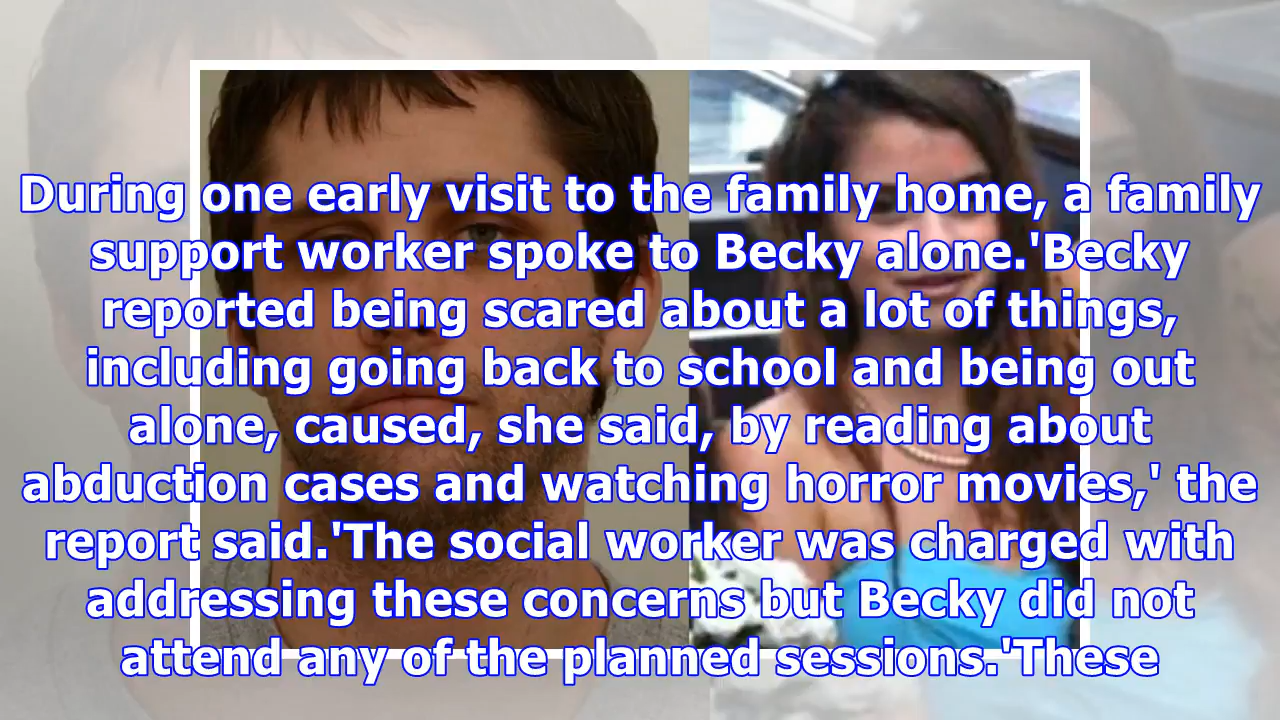 During one early visit to the family home, a family
support worker spoke to Becky alone.'Becky
reported being scared about a lot of things,
including going back to school and being out
alone, caused, she said, by reading about
abduction cases and watching horror movies,' the
report said.'The social worker was charged with
addressing these concerns but Becky did not
attend any of the planned sessions.'These